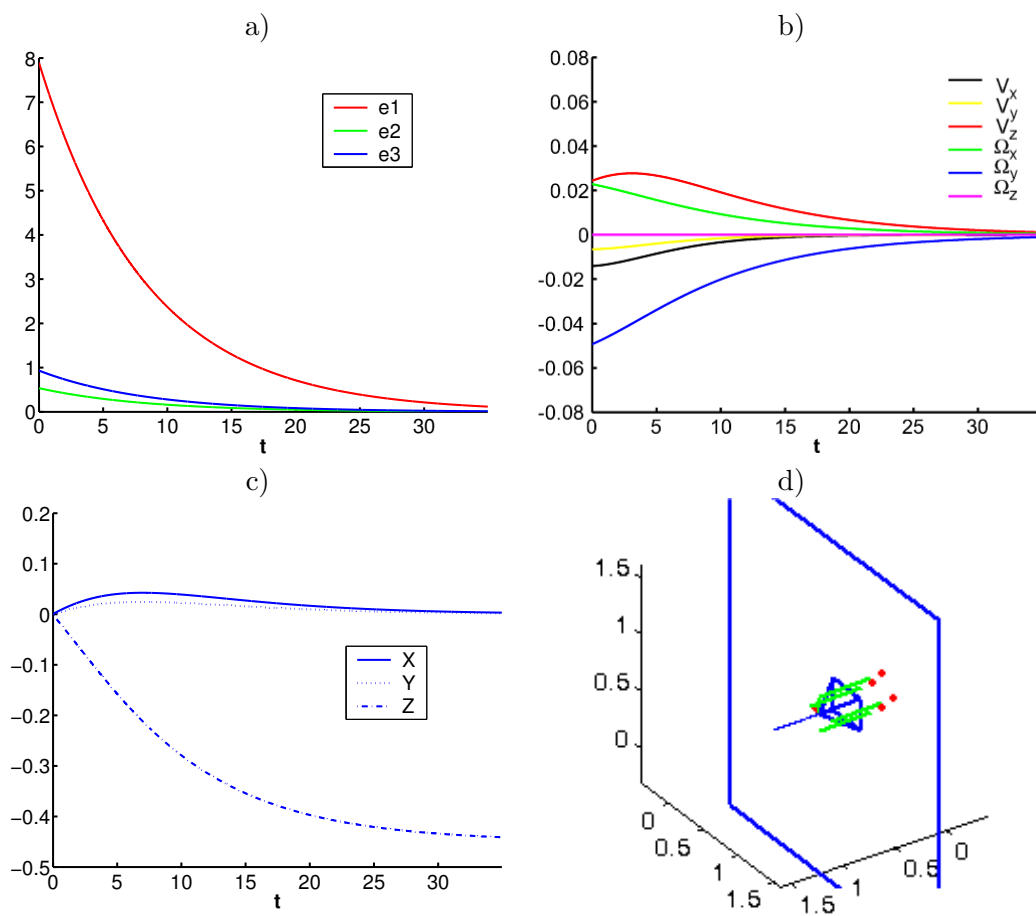 a)
8
7
6
5
4
3
2
1
0
0 5 10 15 20 25 30
t
e1
e2
e3
b)
0.08
0.06
0.04
0.02
0
-0.02
-0.04
-0.06
-0.08
0 5 10 15 20 25 30
t
Vx
Vy
Vz
Ωx
Ωy
Ωz
c)
0.2
0.1
0
−0.1
−0.2
−0.3
−0.4
−0.5
0 5 10 15 20 25 30
t
X
Y
Z
d)
1.5
1
0.5
0
0
0.5
1
1.5
1.5
1
0.5
0